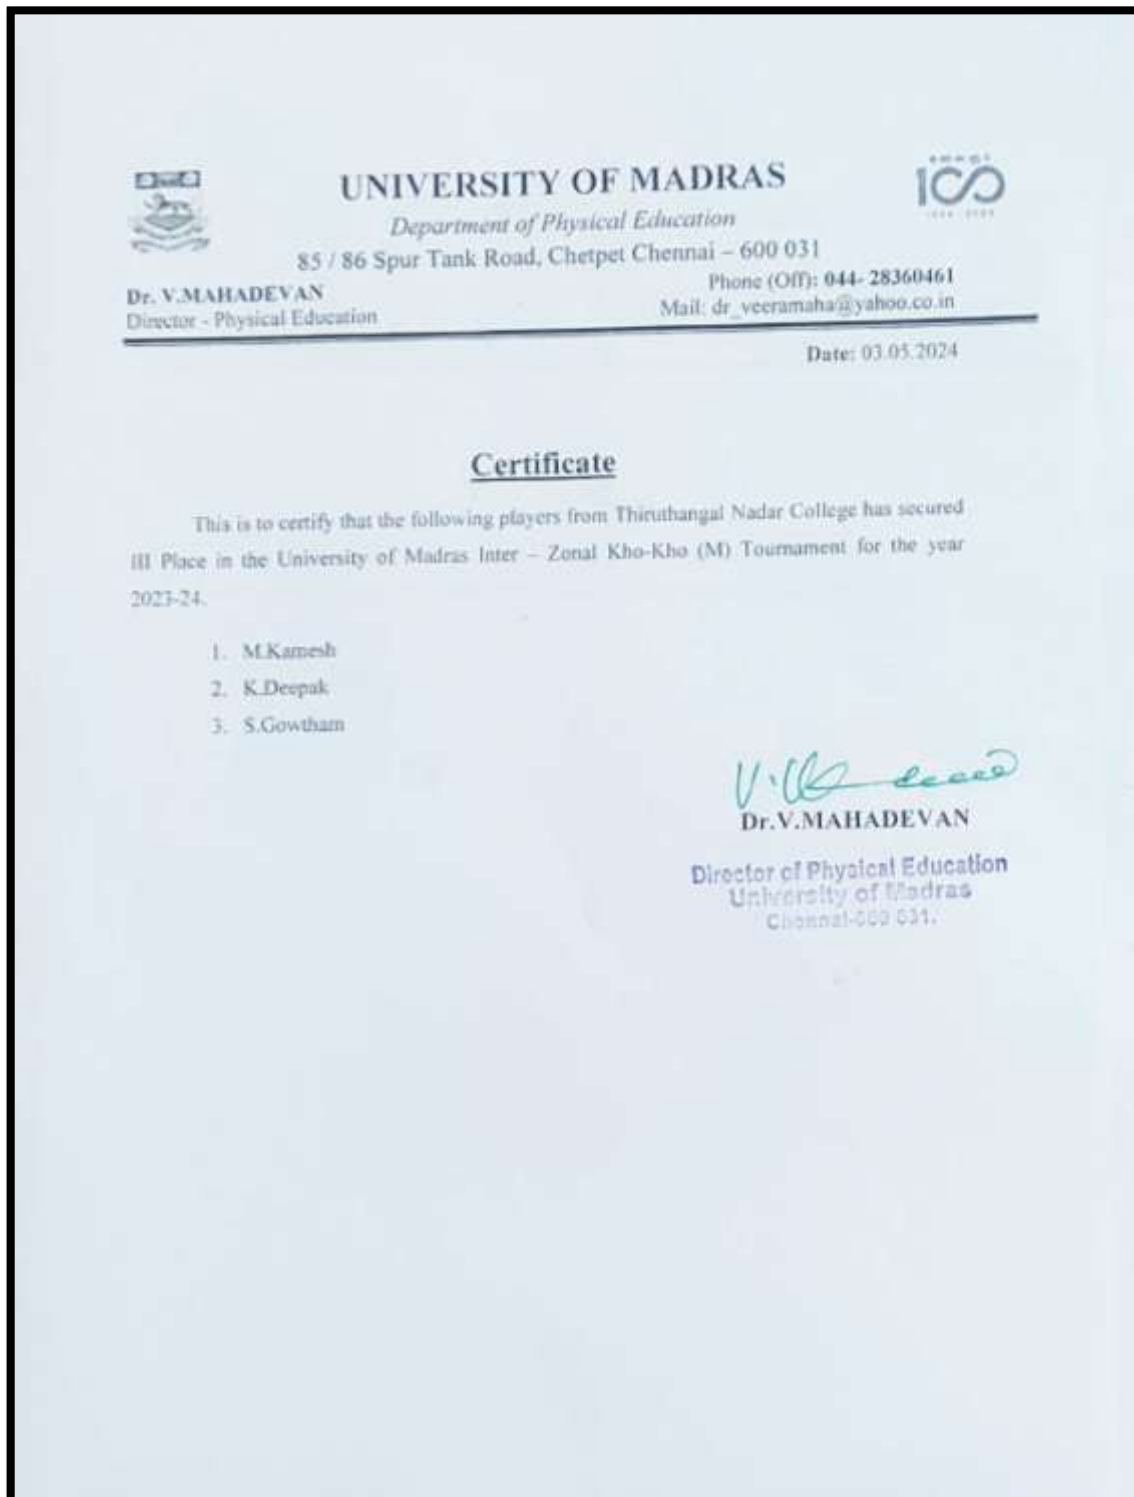 UNIVERSITY OF MADRAS
Department of Physical Education
85 / 86 Spur Tank Road, Chetpet Chennai – 600 031
Dr. V.MAHADEVAN
Director - Physical Education
Phone (Off): 044- 28360461
Mail: dr_veeramaha@yahoo.co.in
Date: 03.05.2024
100
Certificate
This is to certify that the following players from Thiruthangal Nadar College has secured
III Place in the University of Madras Inter – Zonal Kho-Kho (M) Tournament for the year
2023-24.
1. M.Kamesh
2. K.Deepak
3. S.Gowtham
Dr.V.MAHADEVAN
Director of Physical Education
University of Madras
Chennai-600 031.